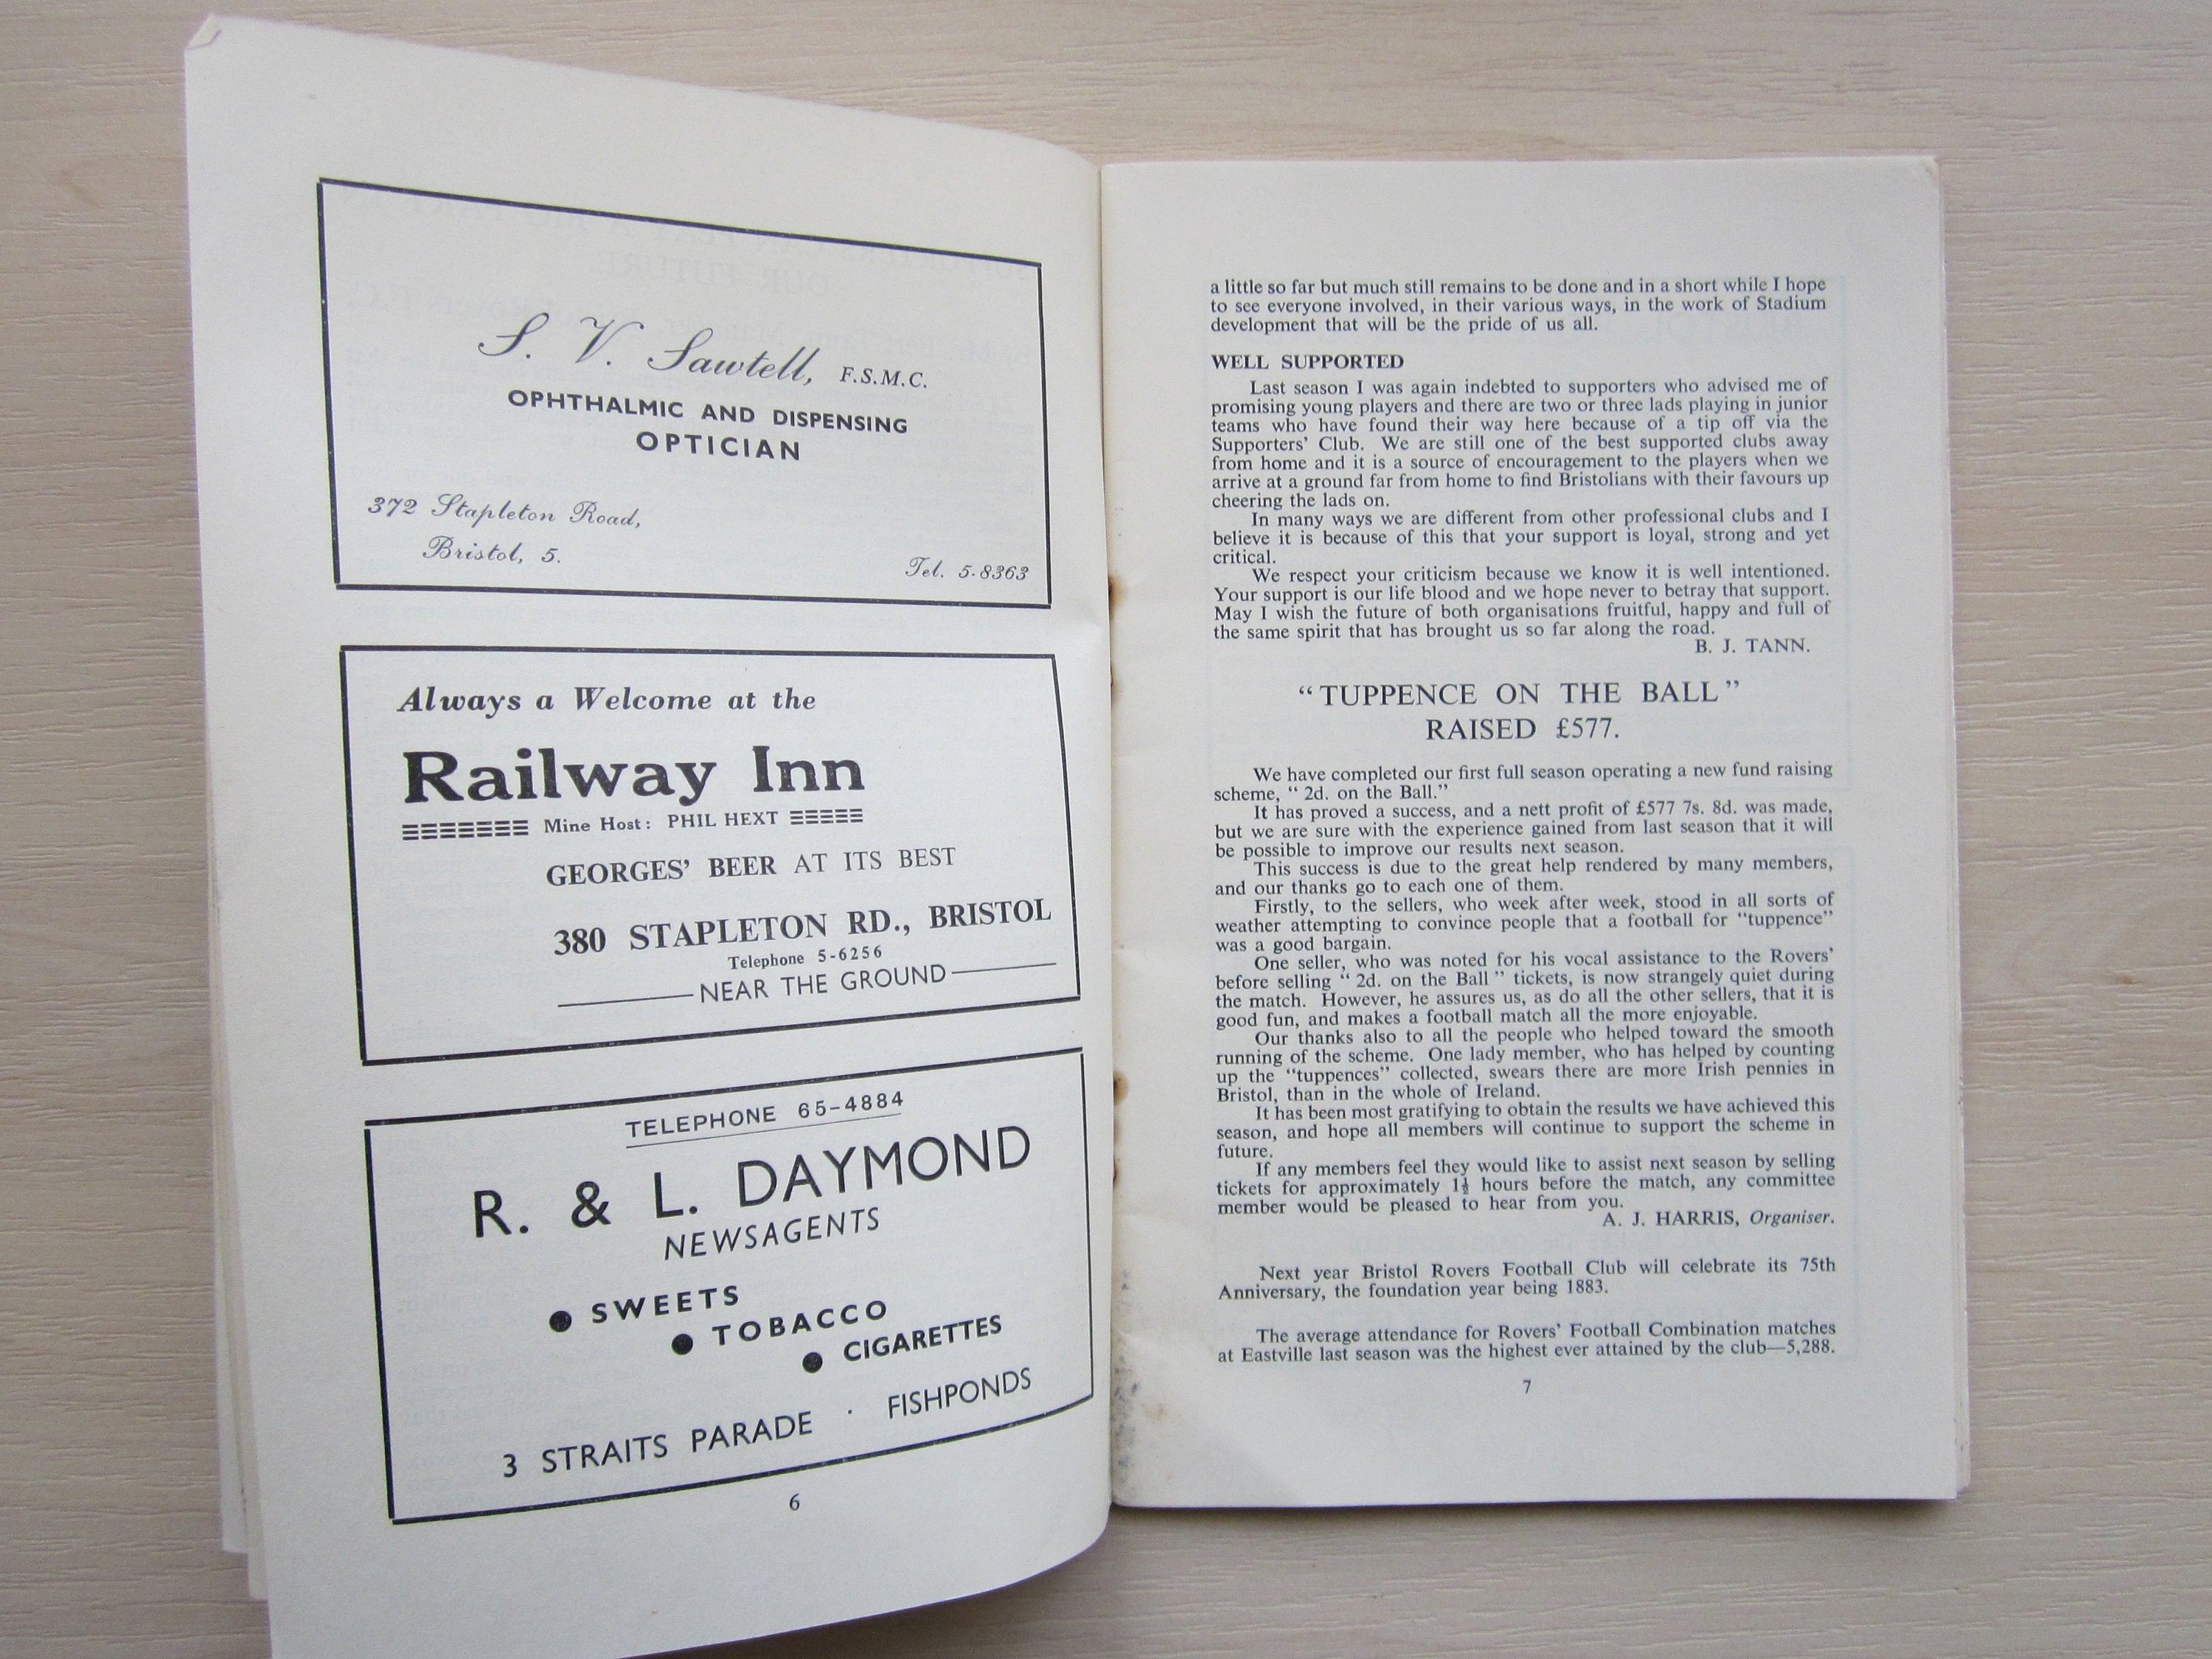 S. V. Sawtell, F.S.M.C.
OPHTHALMIC AND DISPENSING
OPTICIAN
372 Stapleton Road,
Bristol, 5.
Tel. 5-8363
Always a Welcome at the
Railway Inn
Mine Host: PHIL HEXT
GEORGES' BEER AT ITS BEST
380 STAPLETON RD., BRISTOL
Telephone 5-6256
NEAR THE GROUND
TELEPHONE 65-4884
R. & L. DAYMOND
NEWSAGENTS
● SWEETS
● TOBACCO
● CIGARETTES
3 STRAITS PARADE · FISHPONDS
6
a little so far but much still remains to be done and in a short while I hope
to see everyone involved, in their various ways, in the work of Stadium
development that will be the pride of us all.
WELL SUPPORTED
Last season I was again indebted to supporters who advised me of
promising young players and there are two or three lads playing in junior
teams who have found their way here because of a tip off via the
Supporters' Club. We are still one of the best supported clubs away
from home and it is a source of encouragement to the players when we
arrive at a ground far from home to find Bristolians with their favours up
cheering the lads on.
In many ways we are different from other professional clubs and I
believe it is because of this that your support is loyal, strong and yet
critical.
We respect your criticism because we know it is well intentioned.
Your support is our life blood and we hope never to betray that support.
May I wish the future of both organisations fruitful, happy and full of
the same spirit that has brought us so far along the road.
B. J. TANN.
"TUPPENCE ON THE BALL"
RAISED £577.
We have completed our first full season operating a new fund raising
scheme, "2d. on the Ball."
It has proved a success, and a nett profit of £577 7s. 8d. was made,
but we are sure with the experience gained from last season that it will
be possible to improve our results next season.
This success is due to the great help rendered by many members,
and our thanks go to each one of them.
Firstly, to the sellers, who week after week, stood in all sorts of
weather attempting to convince people that a football for "tuppence"
was a good bargain.
One seller, who was noted for his vocal assistance to the Rovers'
before selling "2d. on the Ball" tickets, is now strangely quiet during
the match. However, he assures us, as do all the other sellers, that it is
good fun, and makes a football match all the more enjoyable.
Our thanks also to all the people who helped toward the smooth
running of the scheme. One lady member, who has helped by counting
up the "tuppences" collected, swears there are more Irish pennies in
Bristol, than in the whole of Ireland.
It has been most gratifying to obtain the results we have achieved this
season, and hope all members will continue to support the scheme in
future.
If any members feel they would like to assist next season by selling
tickets for approximately 1½ hours before the match, any committee
member would be pleased to hear from you.
A. J. HARRIS, Organiser.
Next year Bristol Rovers Football Club will celebrate its 75th
Anniversary, the foundation year being 1883.
The average attendance for Rovers' Football Combination matches
at Eastville last season was the highest ever attained by the club—5,288.
7